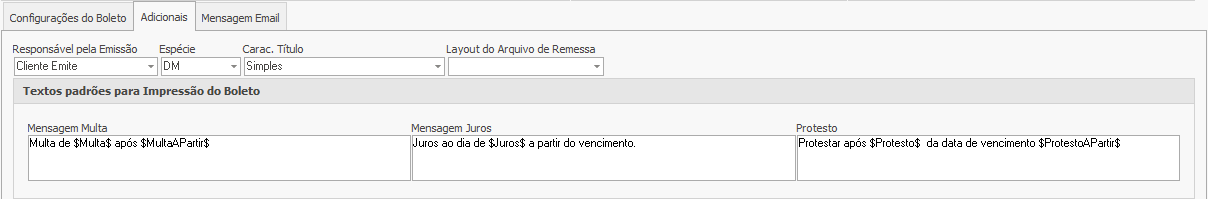 Configurações do Boleto
Adicionais
Mensagem Email
Responsável pela Emissão
Espécie
Carac. Título
Layout do Arquivo de Remessa
Cliente Emite
DM
Simples
Textos padrões para Impressão do Boleto
Mensagem Multa
Mensagem Juros
Protesto
Multa de $Multa$ após $MultaAPartir$
Juros ao dia de $Juros$ a partir do vencimento.
Protestar após $Protesto$  da data de vencimento $ProtestoAPartir$